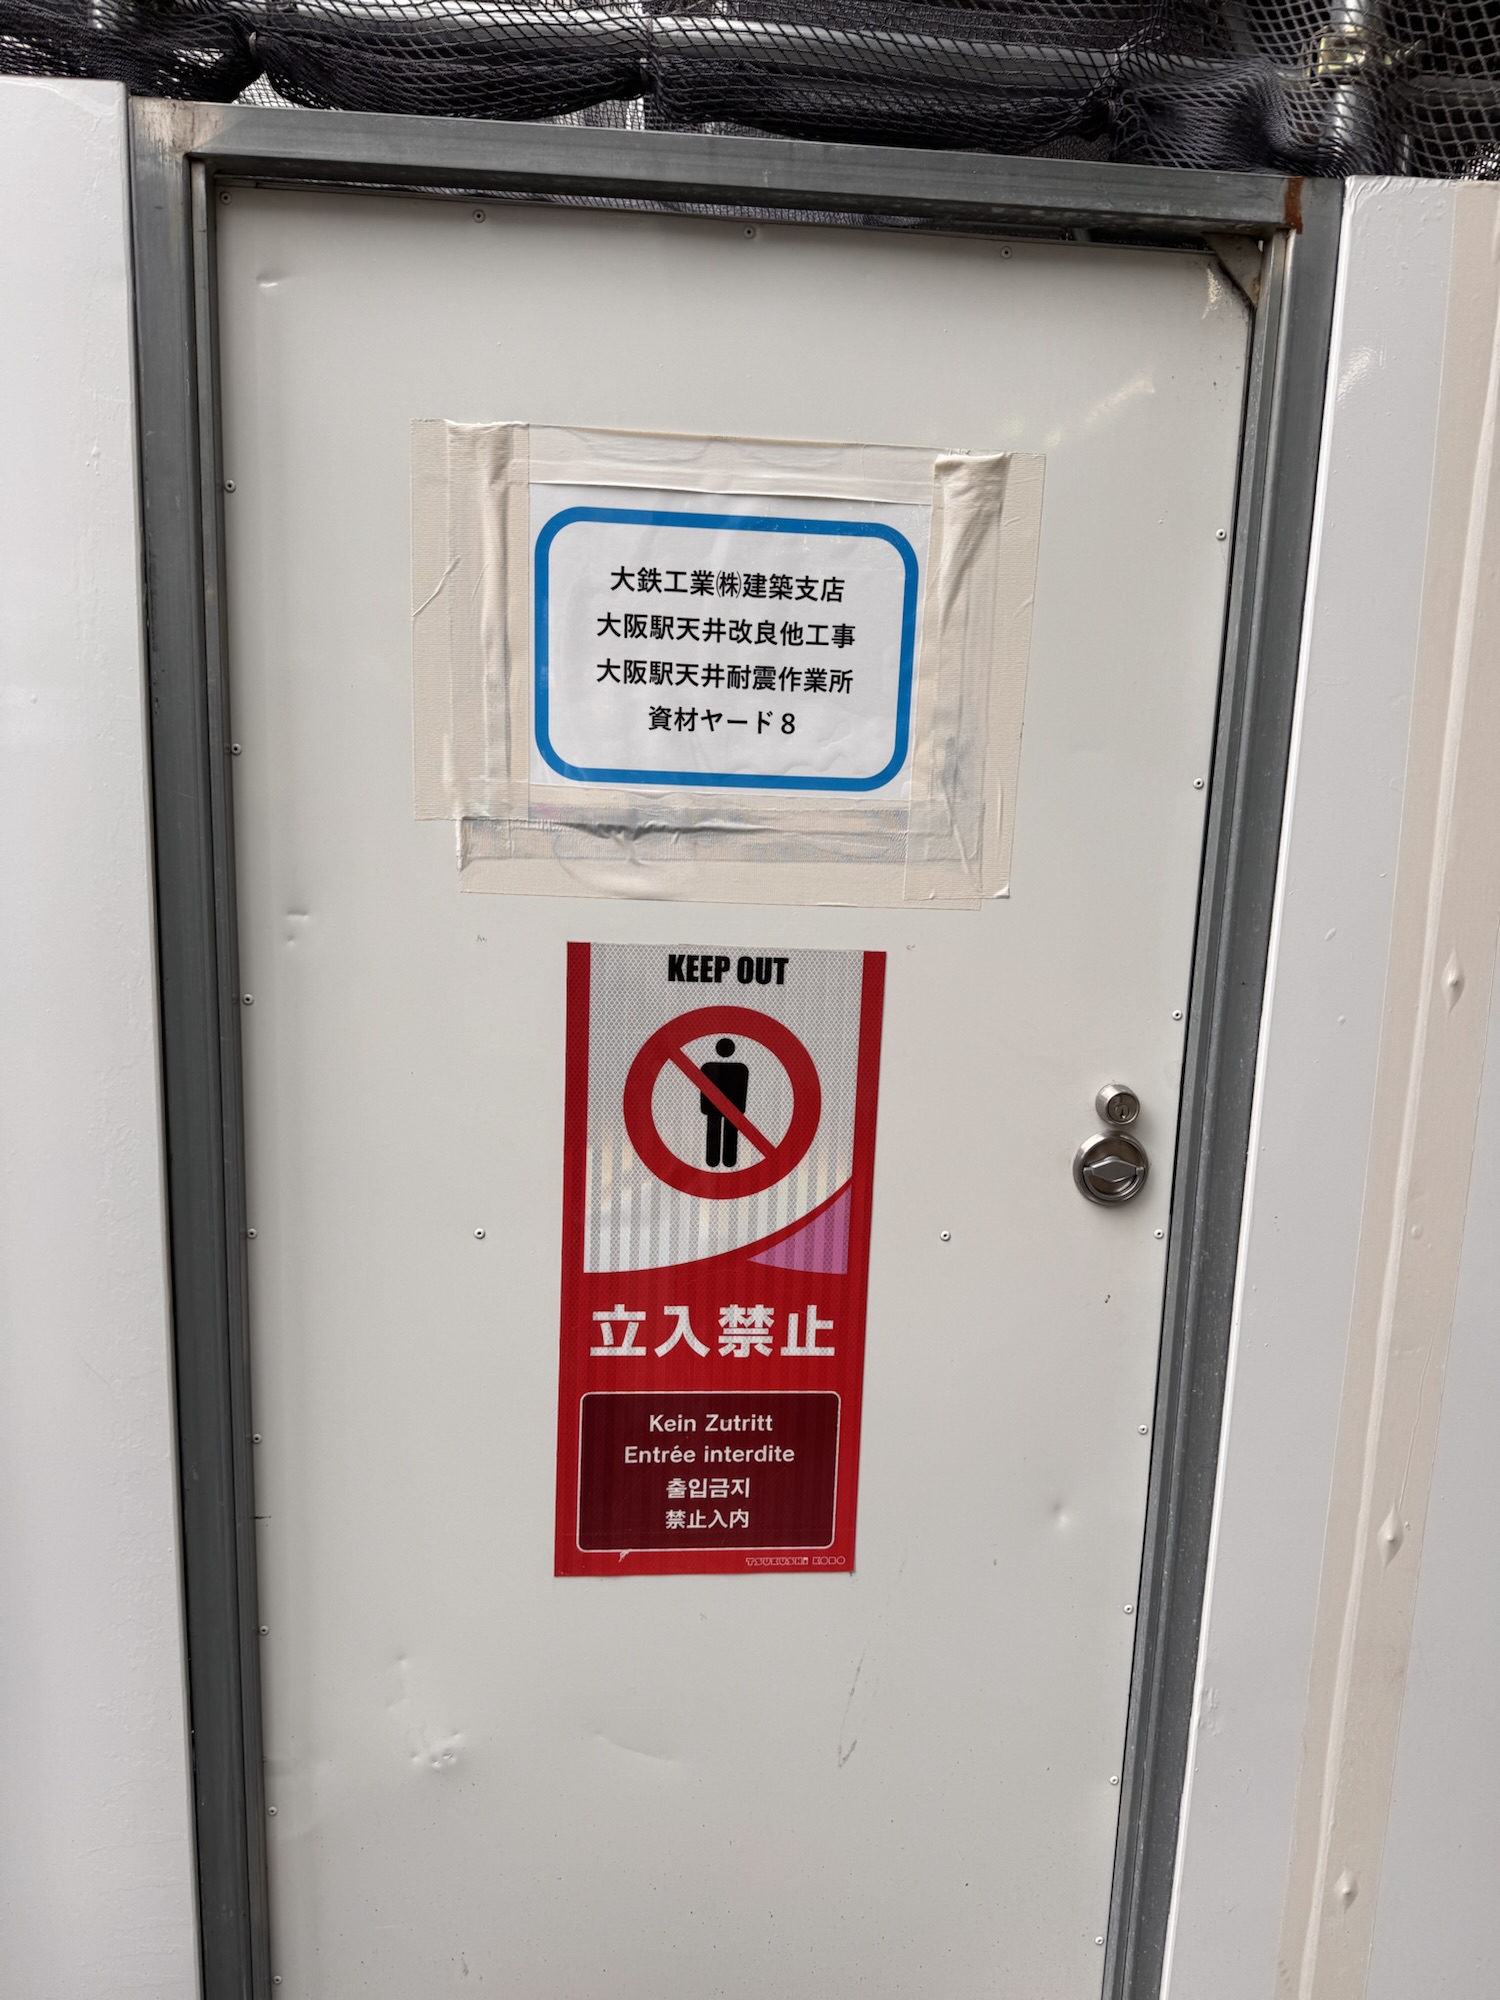 大鉄工業㈱建築支店
大阪駅天井改良他工事
大阪駅天井耐震作業所
資材ヤード8
KEEP OUT
立入禁止
Kein Zutritt
Entrée interdite
출입금지
禁止入内
TSUKUSHI KOBO